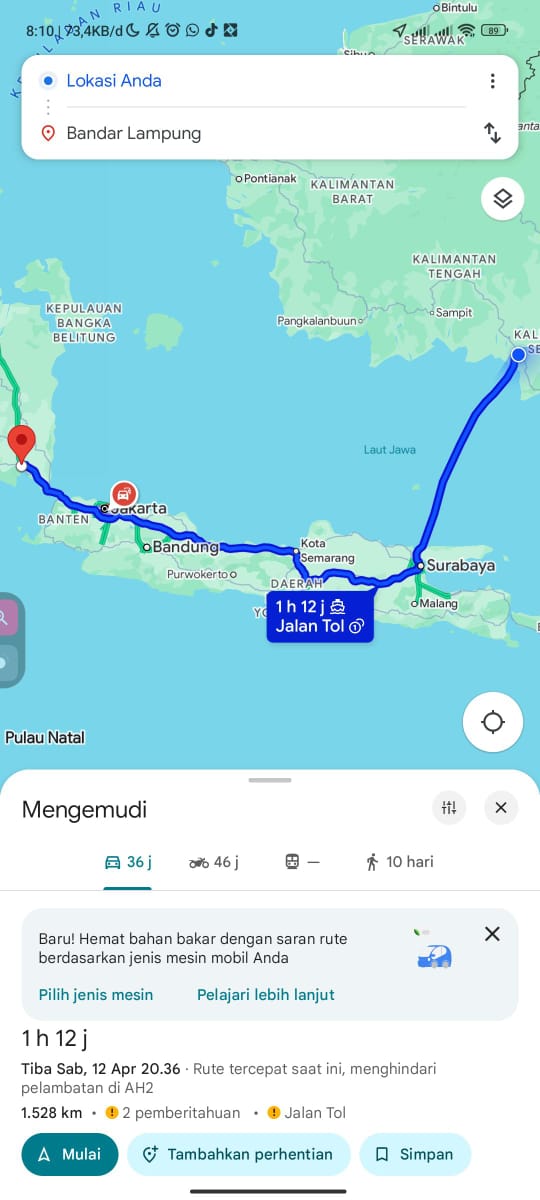 RIAU
Bintulu
8:10 | 73,4KB/d
89
SERAWAK
Sibu
Lokasi Anda
Bandar Lampung
Pontianak
KALIMANTAN
BARAT
KALIMANTAN
TENGAH
KEPULAUAN
BANGKA
BELITUNG
Pangkalanbuun
Sampit
KAL
SE
Laut Jawa
Jakarta
BANTEN
Bandung
Kota
Semarang
Purwokerto
DAERAH
Surabaya
YO
1 h 12 j
Jalan Tol
Malang
Pulau Natal
Mengemudi
36 j
46 j
—
10 hari
Baru! Hemat bahan bakar dengan saran rute
berdasarkan jenis mesin mobil Anda
Pilih jenis mesin
Pelajari lebih lanjut
1 h 12 j
Tiba Sab, 12 Apr 20.36 · Rute tercepat saat ini, menghindari
pelambatan di AH2
1.528 km • 2 pemberitahuan • Jalan Tol
Mulai
Tambahkan perhentian
Simpan